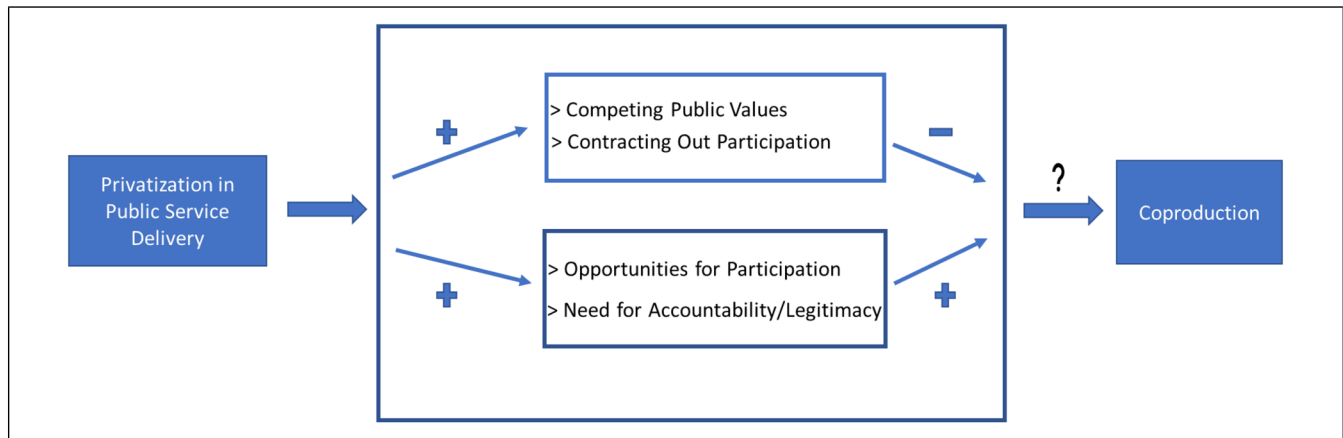 Privatization in
Public Service
Delivery
+
> Competing Public Values
> Contracting Out Participation
−
+
> Opportunities for Participation
> Need for Accountability/Legitimacy
+
?
Coproduction